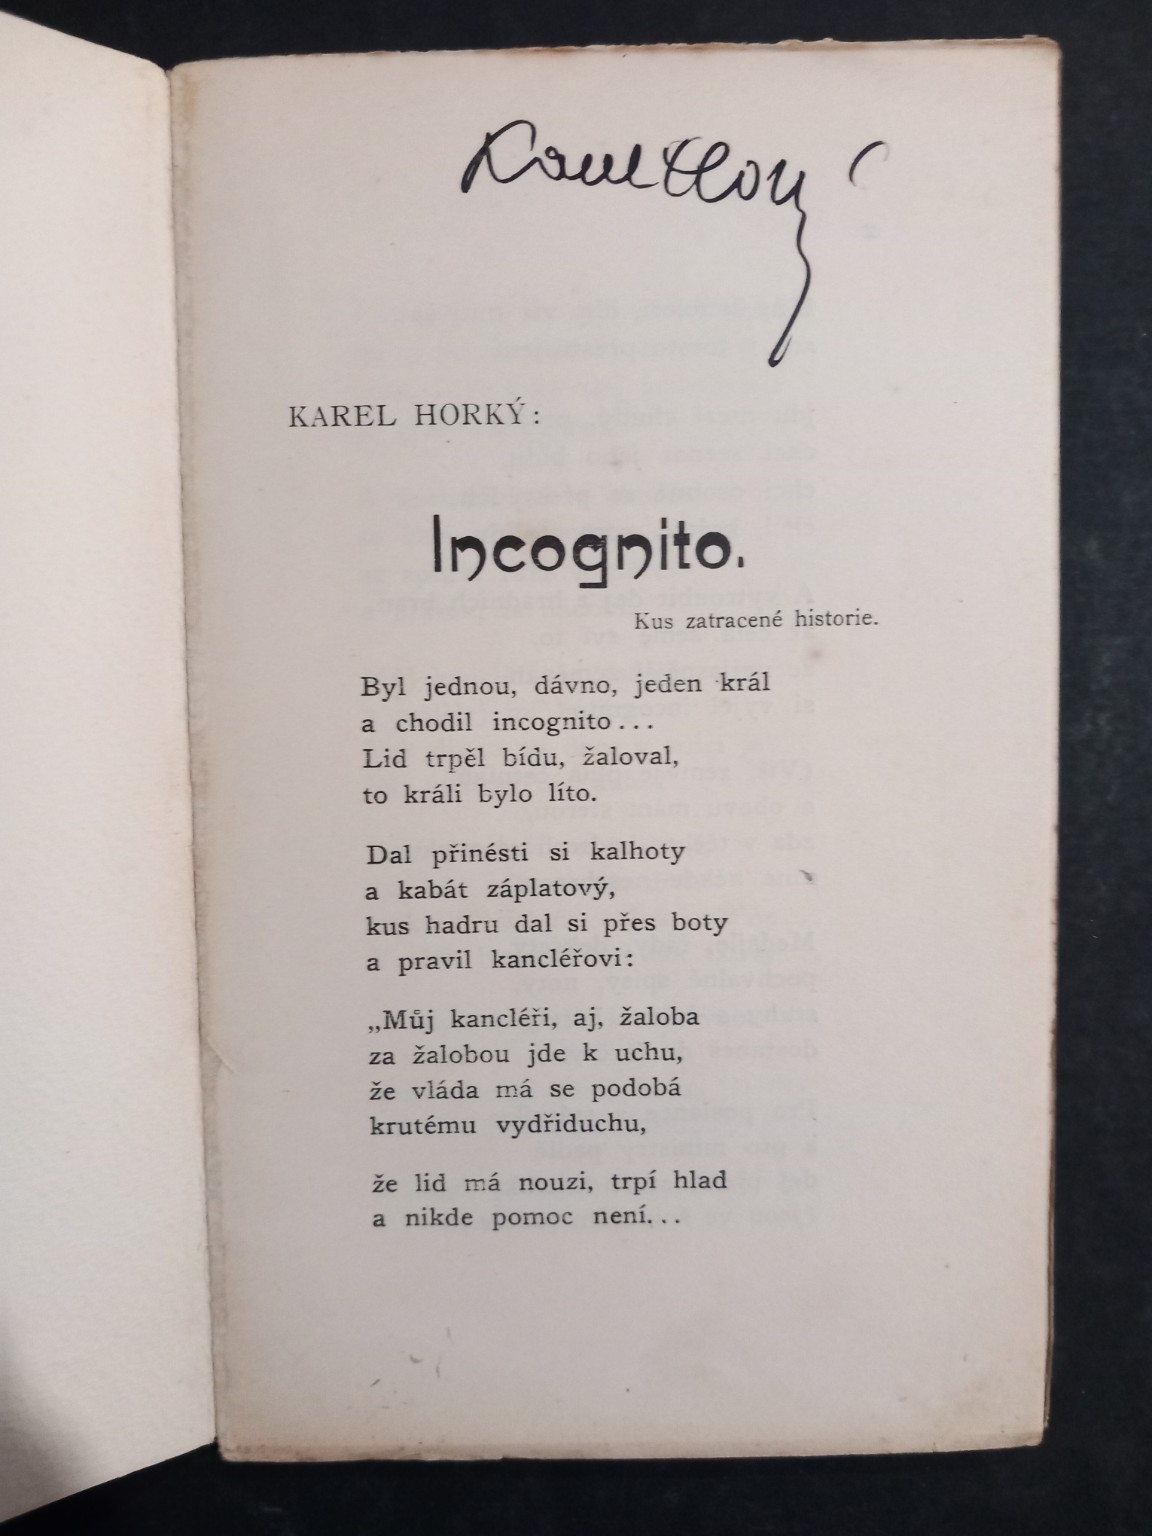 Karel Horký
KAREL HORKÝ:
Incognito.
Kus zatracené historie.
Byl jednou, dávno, jeden král
a chodil incognito...
Lid trpěl bídu, žaloval,
to králi bylo líto.
Dal přinésti si kalhoty
a kabát záplatový,
kus hadru dal si přes boty
a pravil kancléřovi:
„Můj kancléři, aj, žaloba
za žalobou jde k uchu,
že vláda má se podobá
krutému vydřiduchu,
že lid má nouzi, trpí hlad
a nikde pomoc není...